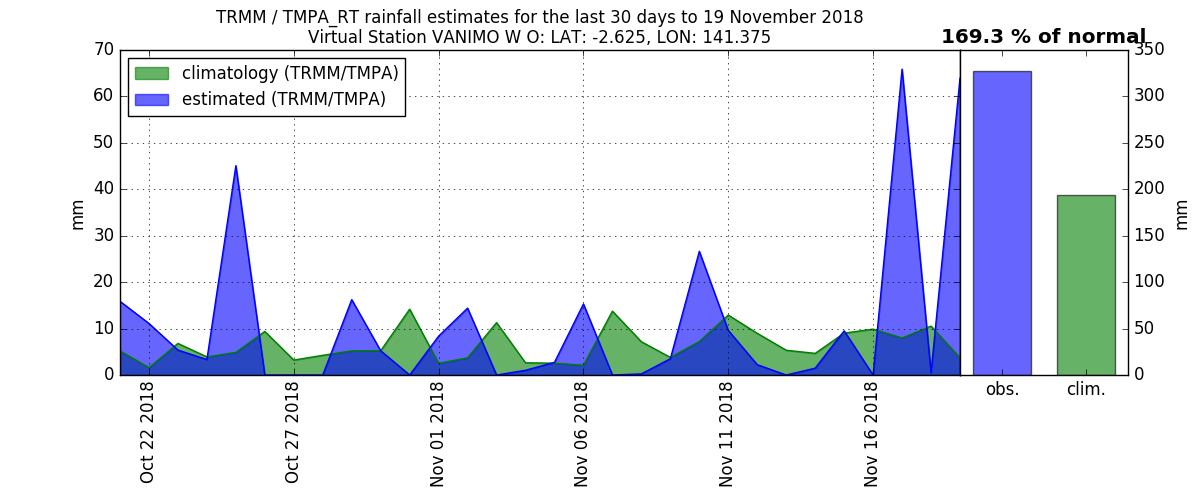 TRMM / TMPA_RT rainfall estimates for the last 30 days to 19 November 2018
Virtual Station VANIMO W O: LAT: -2.625, LON: 141.375
169.3 % of normal
climatology (TRMM/TMPA)
estimated (TRMM/TMPA)
70
60
50
40
30
20
10
0
mm
350
300
250
200
150
100
50
0
mm
Oct 22 2018
Oct 27 2018
Nov 01 2018
Nov 06 2018
Nov 11 2018
Nov 16 2018
obs.
clim.